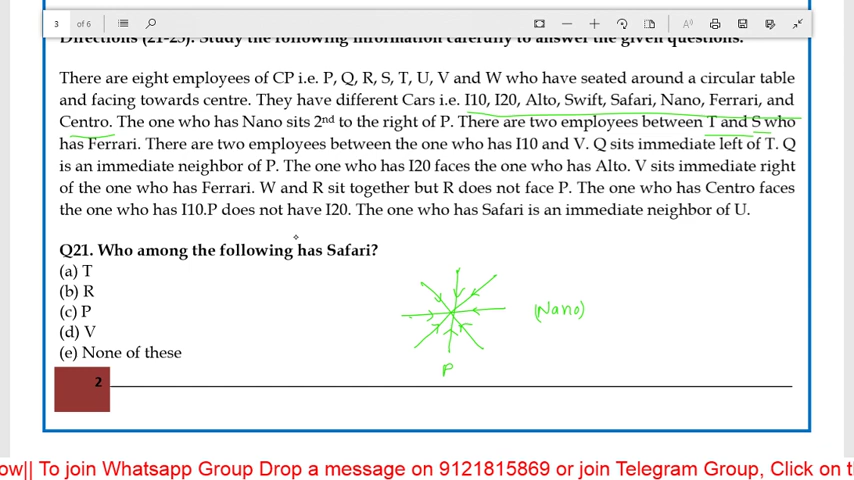 3 of 6
Directions (21-25): Study the following information carefully to answer the given questions.
There are eight employees of CP i.e. P, Q, R, S, T, U, V and W who have seated around a circular table
and facing towards centre. They have different Cars i.e. I10, I20, Alto, Swift, Safari, Nano, Ferrari, and
Centro. The one who has Nano sits 2nd to the right of P. There are two employees between T and S who
has Ferrari. There are two employees between the one who has I10 and V. Q sits immediate left of T. Q
is an immediate neighbor of P. The one who has I20 faces the one who has Alto. V sits immediate right
of the one who has Ferrari. W and R sit together but R does not face P. The one who has Centro faces
the one who has I10.P does not have I20. The one who has Safari is an immediate neighbor of U.
Q21. Who among the following has Safari?
(a) T
(b) R
(c) P
(d) V
(e) None of these
(Nano)
P
2
ow|| To join Whatsapp Group Drop a message on 9121815869 or join Telegram Group, Click on t